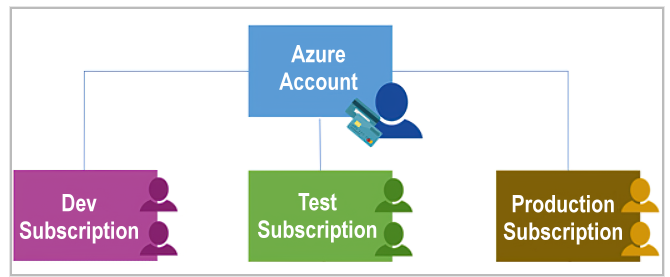 Azure
Account
Dev
Subscription
Test
Subscription
Production
Subscription